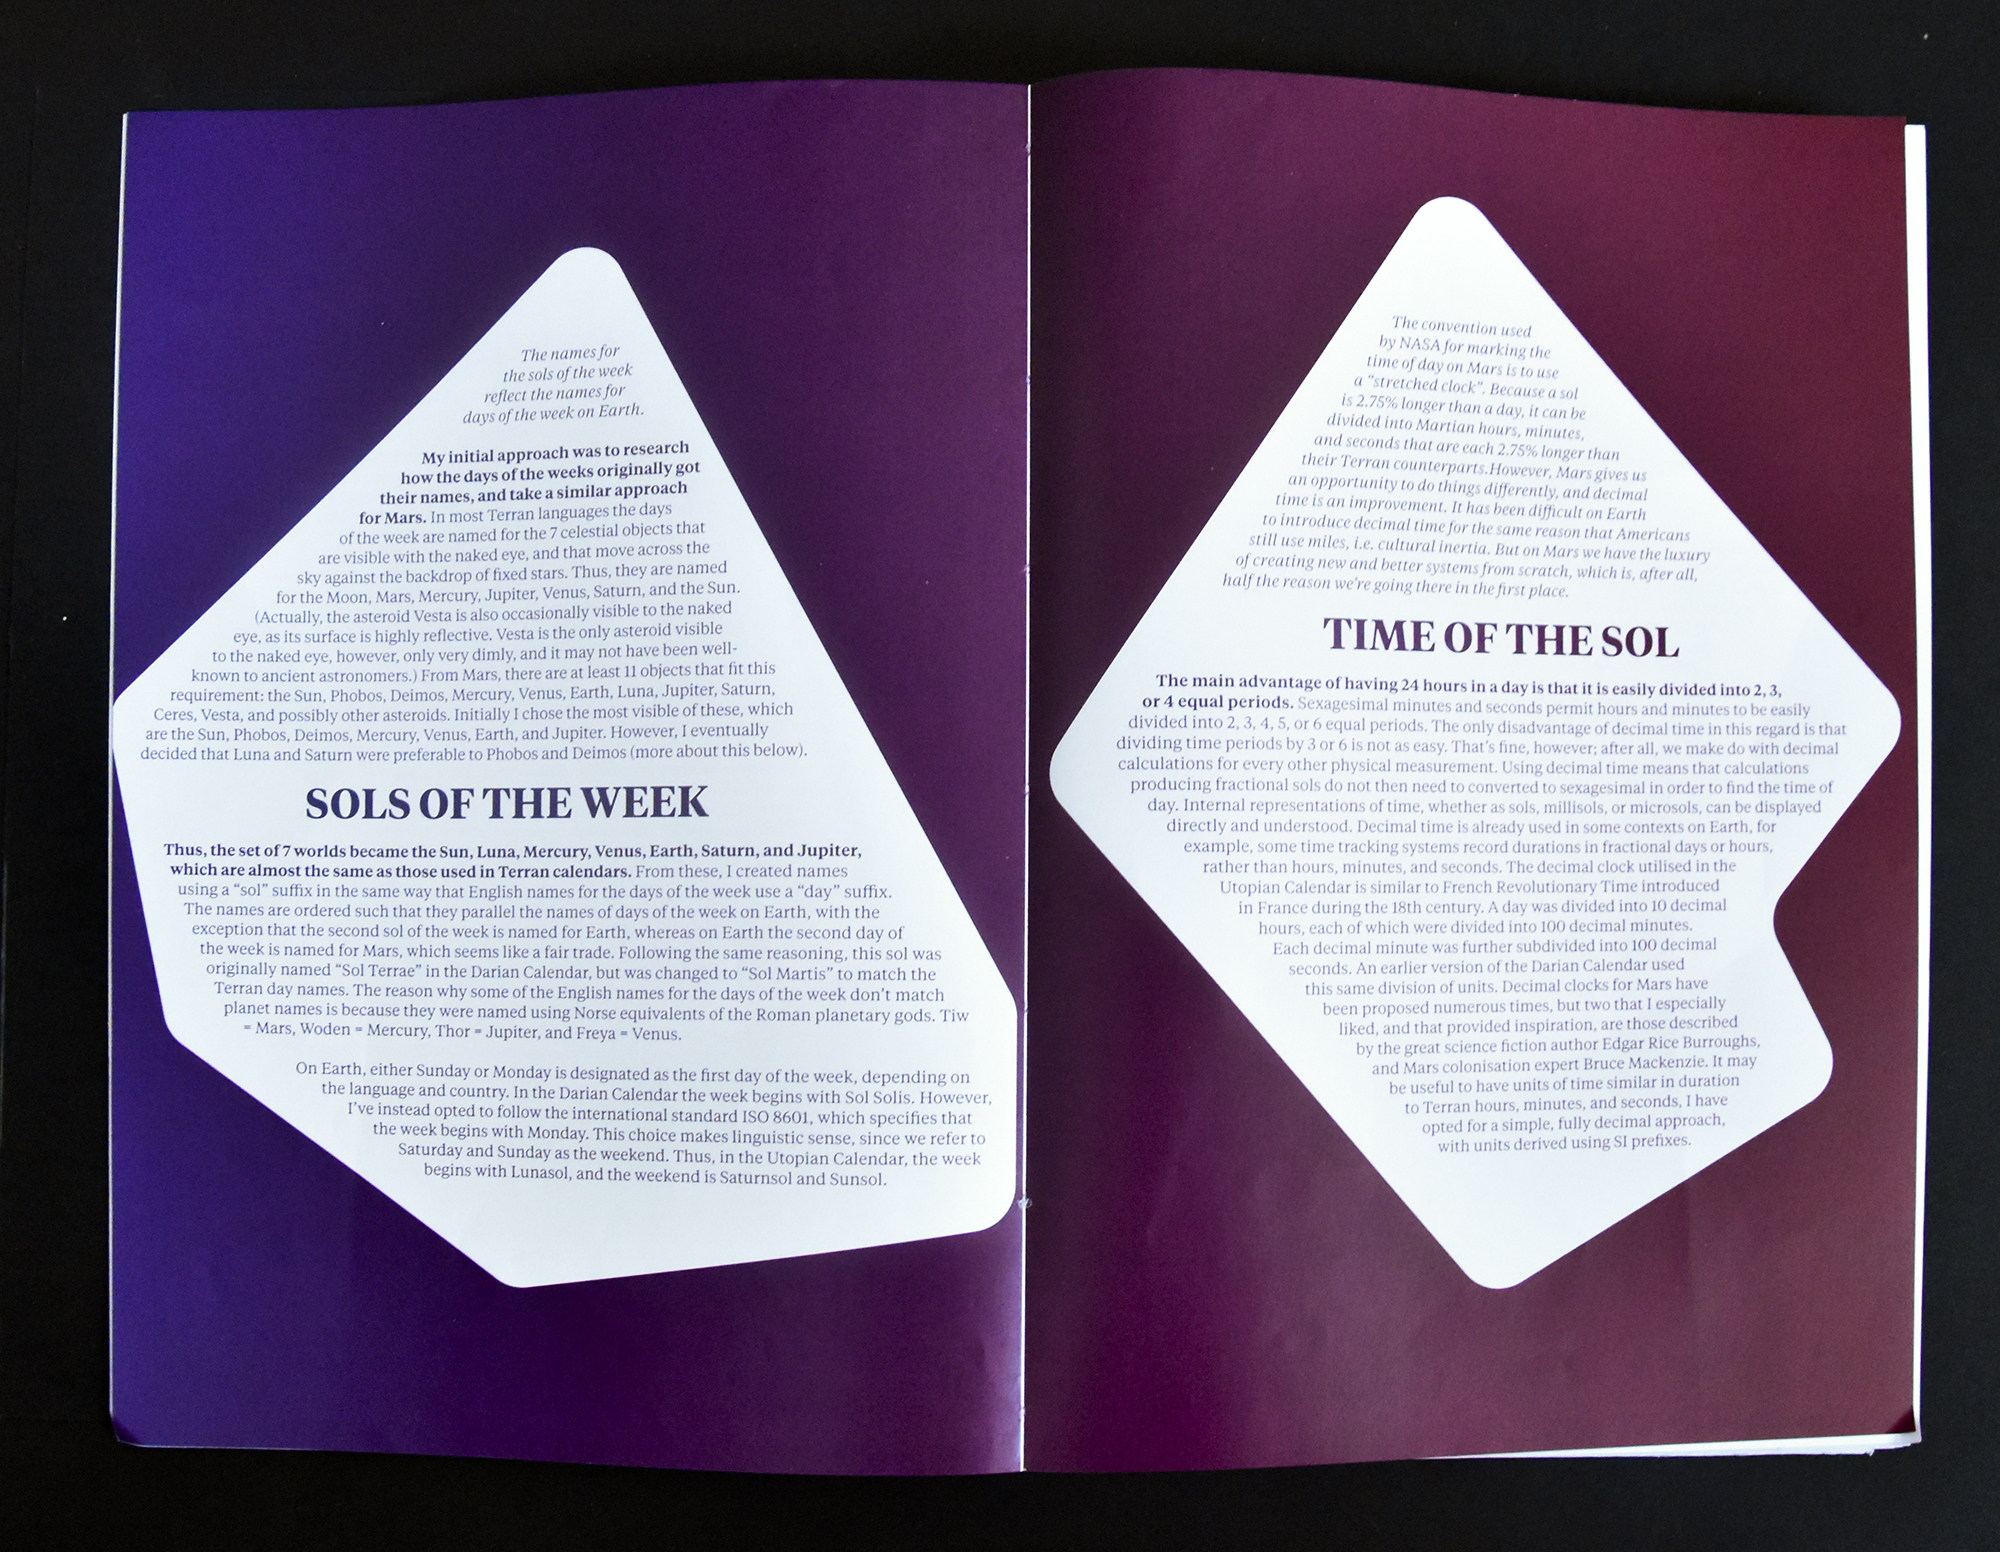 The names for
the sols of the week
reflect the names for
days of the week on Earth.
My initial approach was to research
how the days of the weeks originally got
their names, and take a similar approach
for Mars. In most Terran languages the days
of the week are named for the 7 celestial objects that
are visible with the naked eye, and that move across the
sky against the backdrop of fixed stars. Thus, they are named
for the Moon, Mars, Mercury, Jupiter, Venus, Saturn, and the Sun.
(Actually, the asteroid Vesta is also occasionally visible to the naked
eye, as its surface is highly reflective. Vesta is the only asteroid visible
to the naked eye, however, only very dimly, and it may not have been well-
known to ancient astronomers.) From Mars, there are at least 11 objects that fit this
requirement: the Sun, Phobos, Deimos, Mercury, Venus, Earth, Luna, Jupiter, Saturn,
Ceres, Vesta, and possibly other asteroids. Initially I chose the most visible of these, which
are the Sun, Phobos, Deimos, Mercury, Venus, Earth, and Jupiter. However, I eventually
decided that Luna and Saturn were preferable to Phobos and Deimos (more about this below).
SOLS OF THE WEEK
Thus, the set of 7 worlds became the Sun, Luna, Mercury, Venus, Earth, Saturn, and Jupiter,
which are almost the same as those used in Terran calendars. From these, I created names
using a “sol” suffix in the same way that English names for the days of the week use a “day” suffix.
The names are ordered such that they parallel the names of days of the week on Earth, with the
exception that the second sol of the week is named for Earth, whereas on Earth the second day of
the week is named for Mars, which seems like a fair trade. Following the same reasoning, this sol was
originally named “Sol Terrae” in the Darian Calendar, but was changed to “Sol Martis” to match the
Terran day names. The reason why some of the English names for the days of the week don’t match
planet names is because they were named using Norse equivalents of the Roman planetary gods. Tiw
= Mars, Woden = Mercury, Thor = Jupiter, and Freya = Venus.
On Earth, either Sunday or Monday is designated as the first day of the week, depending on
the language and country. In the Darian Calendar the week begins with Sol Solis. However,
I’ve instead opted to follow the international standard ISO 8601, which specifies that
the week begins with Monday. This choice makes linguistic sense, since we refer to
Saturday and Sunday as the weekend. Thus, in the Utopian Calendar, the week
begins with Lunasol, and the weekend is Saturnsol and Sunsol.
The convention used
by NASA for marking the
time of day on Mars is to use
a “stretched clock”. Because a sol
is 2.75% longer than a day, it can be
divided into Martian hours, minutes,
and seconds that are each 2.75% longer than
their Terran counterparts.However, Mars gives us
an opportunity to do things differently, and decimal
time is an improvement. It has been difficult on Earth
to introduce decimal time for the same reason that Americans
still use miles, i.e. cultural inertia. But on Mars we have the luxury
of creating new and better systems from scratch, which is, after all,
half the reason we’re going there in the first place.
TIME OF THE SOL
The main advantage of having 24 hours in a day is that it is easily divided into 2, 3,
or 4 equal periods. Sexagesimal minutes and seconds permit hours and minutes to be easily
divided into 2, 3, 4, 5, or 6 equal periods. The only disadvantage of decimal time in this regard is that
dividing time periods by 3 or 6 is not as easy. That’s fine, however; after all, we make do with decimal
calculations for every other physical measurement. Using decimal time means that calculations
producing fractional sols do not then need to converted to sexagesimal in order to find the time of
day. Internal representations of time, whether as sols, millisols, or microsols, can be displayed
directly and understood. Decimal time is already used in some contexts on Earth, for
example, some time tracking systems record durations in fractional days or hours,
rather than hours, minutes, and seconds. The decimal clock utilised in the
Utopian Calendar is similar to French Revolutionary Time introduced
in France during the 18th century. A day was divided into 10 decimal
hours, each of which were divided into 100 decimal minutes.
Each decimal minute was further subdivided into 100 decimal
seconds. An earlier version of the Darian Calendar used
this same division of units. Decimal clocks for Mars have
been proposed numerous times, but two that I especially
liked, and that provided inspiration, are those described
by the great science fiction author Edgar Rice Burroughs,
and Mars colonisation expert Bruce Mackenzie. It may
be useful to have units of time similar in duration
to Terran hours, minutes, and seconds, I have
opted for a simple, fully decimal approach,
with units derived using SI prefixes.